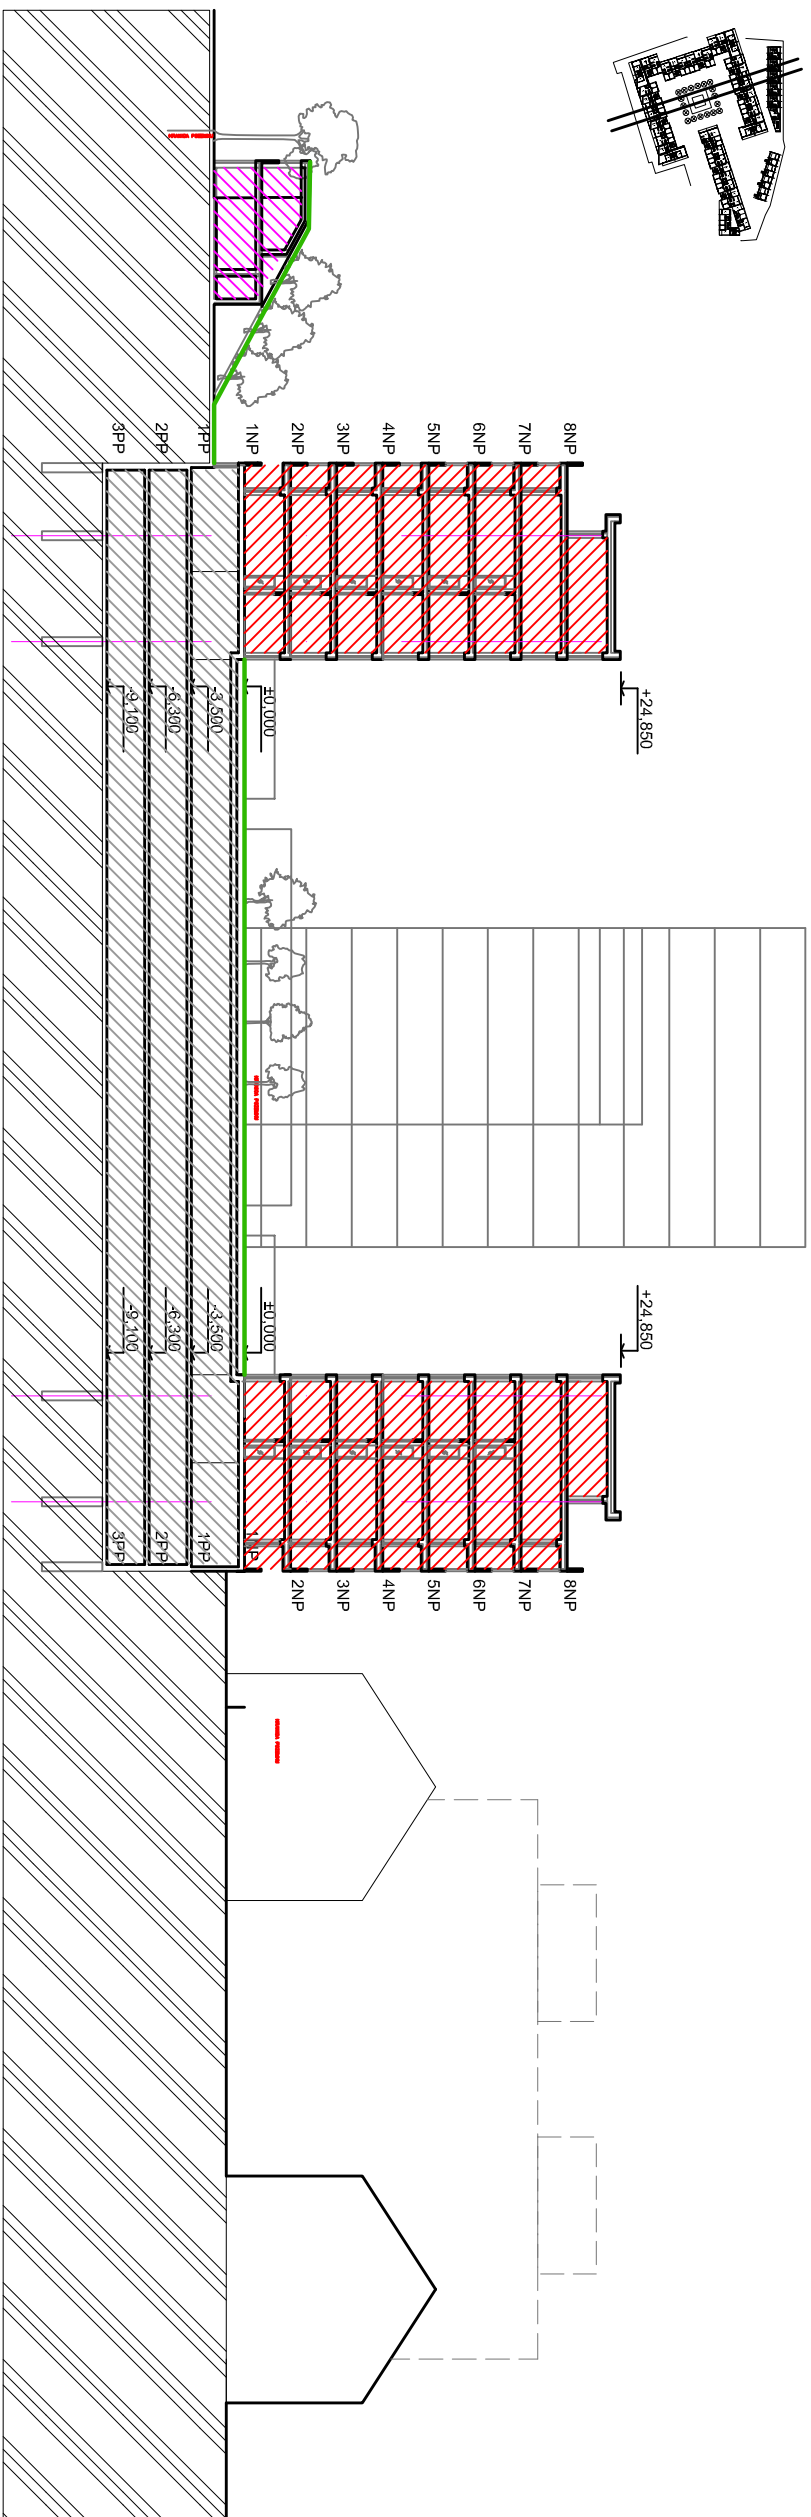 +24,850
+24,850
8NP
7NP
6NP
5NP
4NP
3NP
2NP
1NP
8NP
7NP
6NP
5NP
4NP
3NP
2NP
±0,000
±0,000
1PP
-3,500
-3,500
1PP
2PP
-6,300
-6,300
2PP
3PP
-9,100
-9,100
3PP